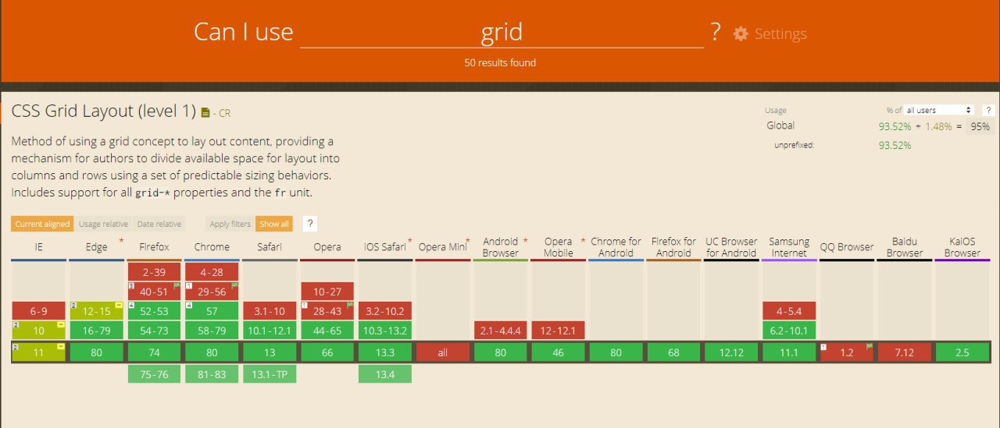 Can I use grid ? Settings
50 results found
CSS Grid Layout (level 1) - CR
Usage % of all users ?
Global 93.52% + 1.48% = 95%
unprefixed: 93.52%
Method of using a grid concept to lay out content, providing a
mechanism for authors to divide available space for layout into
columns and rows using a set of predictable sizing behaviors.
Includes support for all grid-* properties and the fr unit.
Current aligned Usage relative Date relative Apply filters Show all ?
IE Edge * Firefox Chrome Safari Opera iOS Safari * Opera Mini * Android Browser * Opera Mobile * Chrome for Android Firefox for Android UC Browser for Android Samsung Internet QQ Browser Baidu Browser KaiOS Browser
2-39 4-28
3 40-51 1 29-56 10-27
6-9 2 12-15 4 52-53 4 57 3.1-10 1 28-43 3.2-10.2 4-5.4
2 10 16-79 54-73 58-79 10.1-12.1 44-65 10.3-13.2 2.1-4.4.4 12-12.1 6.2-10.1
2 11 80 74 80 13 66 13.3 all 80 46 80 68 12.12 11.1 1 1.2 7.12 2.5
75-76 81-83 13.1-TP 13.4